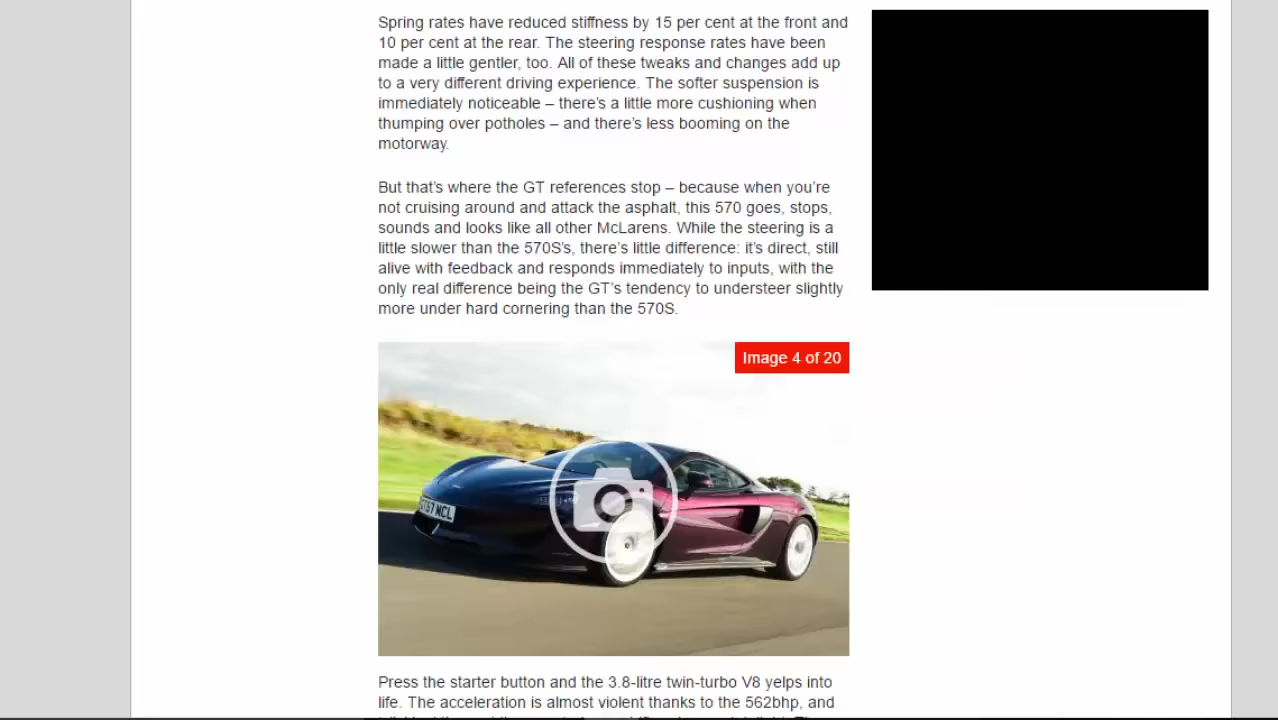 Spring rates have reduced stiffness by 15 per cent at the front and
10 per cent at the rear. The steering response rates have been
made a little gentler, too. All of these tweaks and changes add up
to a very different driving experience. The softer suspension is
immediately noticeable – there’s a little more cushioning when
thumping over potholes – and there’s less booming on the
motorway.
But that’s where the GT references stop – because when you’re
not cruising around and attack the asphalt, this 570 goes, stops,
sounds and looks like all other McLarens. While the steering is a
little slower than the 570S’s, there’s little difference: it’s direct, still
alive with feedback and responds immediately to inputs, with the
only real difference being the GT’s tendency to understeer slightly
more under hard cornering than the 570S.
Image 4 of 20
MCL
Press the starter button and the 3.8-litre twin-turbo V8 yelps into
life. The acceleration is almost violent thanks to the 562bhp, and